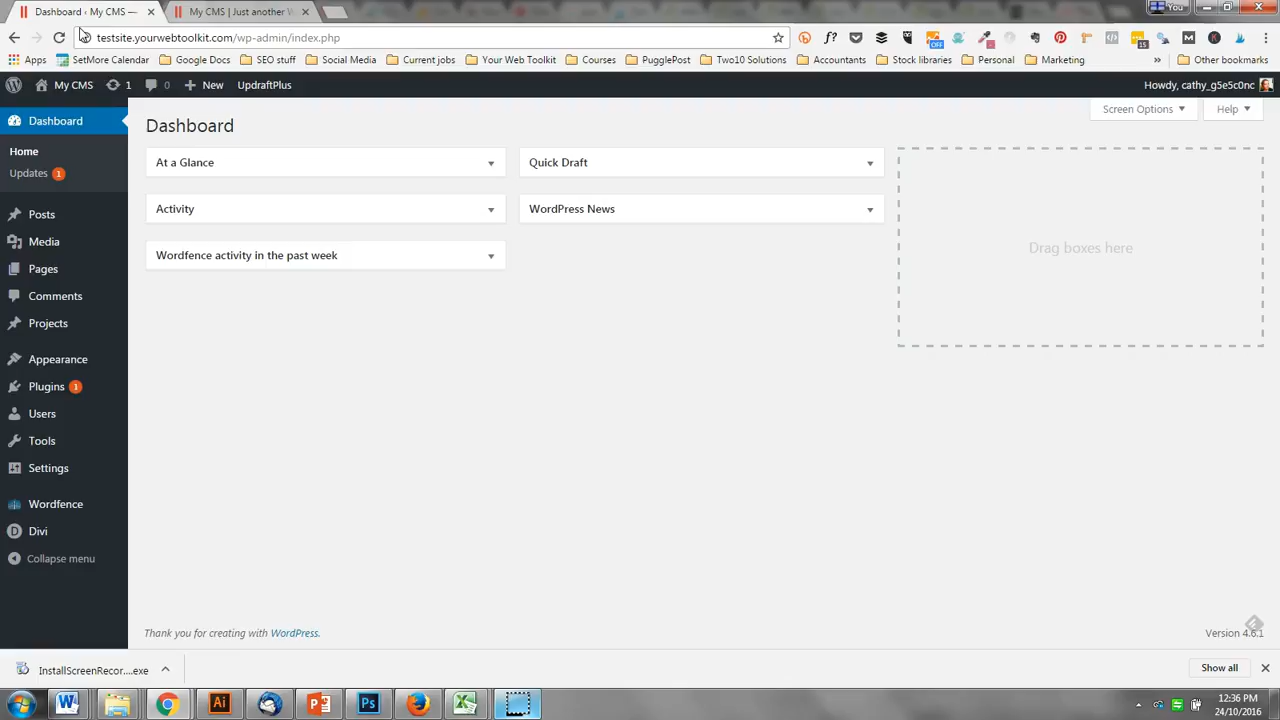 Dashboard ‹ My CMS —
My CMS | Just another W
You
testsite.yourwebtoolkit.com/wp-admin/index.php
Apps
SetMore Calendar
Google Docs
SEO stuff
Social Media
Current jobs
Your Web Toolkit
Courses
PugglePost
Two10 Solutions
Accountants
Stock libraries
Personal
Marketing
»
Other bookmarks
My CMS
1
0
New
UpdraftPlus
Howdy, cathy_g5e5c0nc
Screen Options
Help
Dashboard
Home
Updates 1
Posts
Media
Pages
Comments
Projects
Appearance
Plugins 1
Users
Tools
Settings
Wordfence
Divi
Collapse menu
Dashboard
At a Glance
Quick Draft
Activity
WordPress News
Wordfence activity in the past week
Drag boxes here
Thank you for creating with WordPress.
Version 4.6.1
InstallScreenRecor....exe
Show all
12:36 PM
24/10/2016